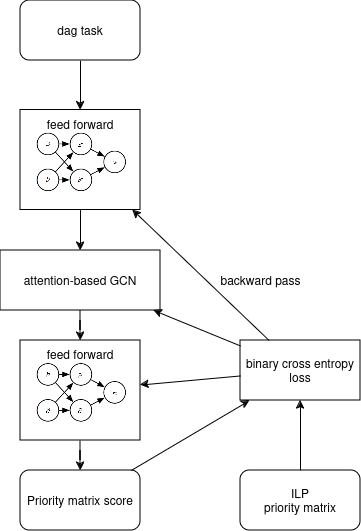 dag task
feed forward
attention-based GCN
backward pass
feed forward
binary cross entropy
loss
Priority matrix score
ILP
priority matrix